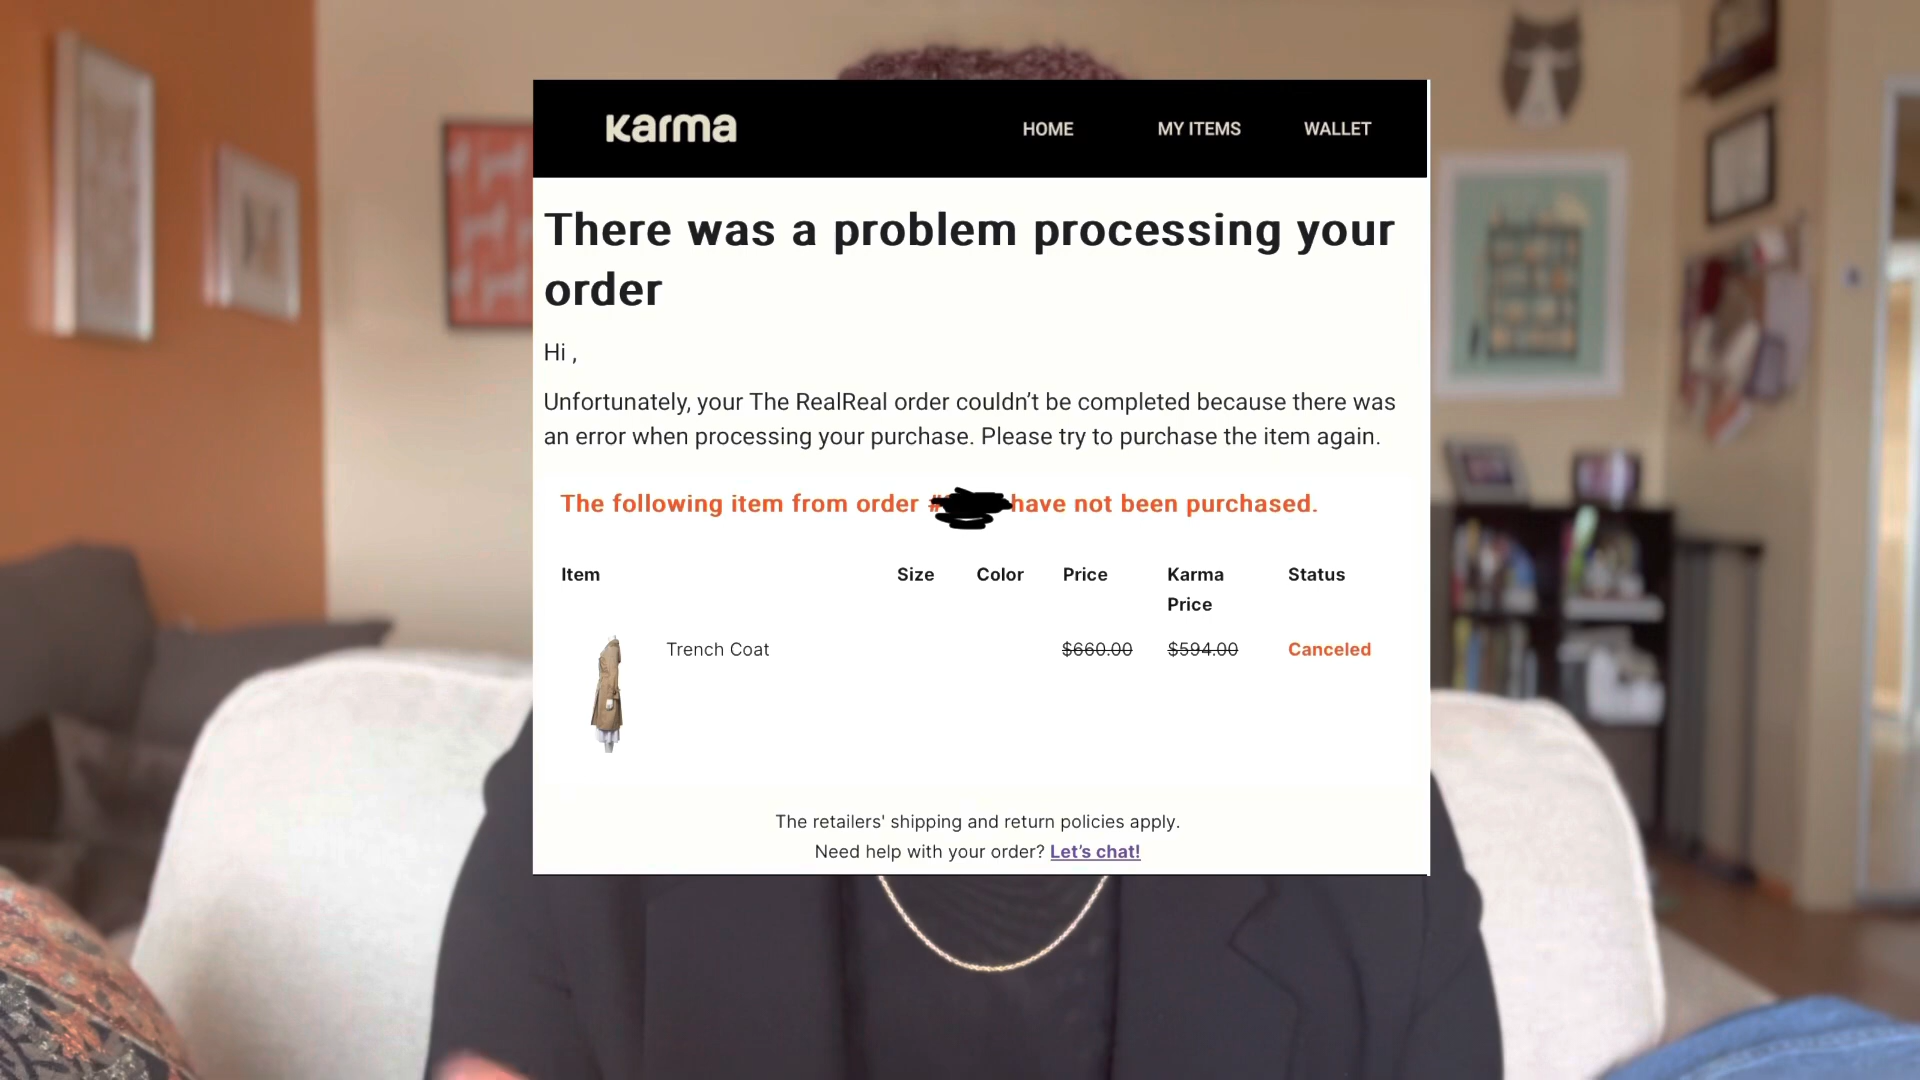 Karma
HOME MY ITEMS WALLET
There was a problem processing your
order
Hi ,
Unfortunately, your The RealReal order couldn’t be completed because there was
an error when processing your purchase. Please try to purchase the item again.
The following item from order # have not been purchased.
Item Size Color Price Karma Price Status
Trench Coat $660.00 $594.00 Canceled
The retailers' shipping and return policies apply.
Need help with your order? Let’s chat!